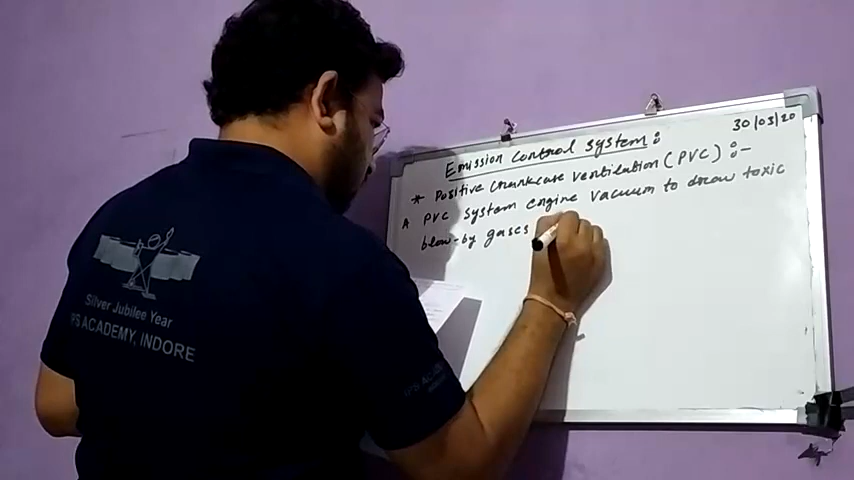 30/03/20
Emission Control System :
* Positive Crankcase Ventilation (PVC) :-
A PVC System engine vacuum to draw toxic
blow-by gases
Silver Jubilee Year
IPS ACADEMY, INDORE